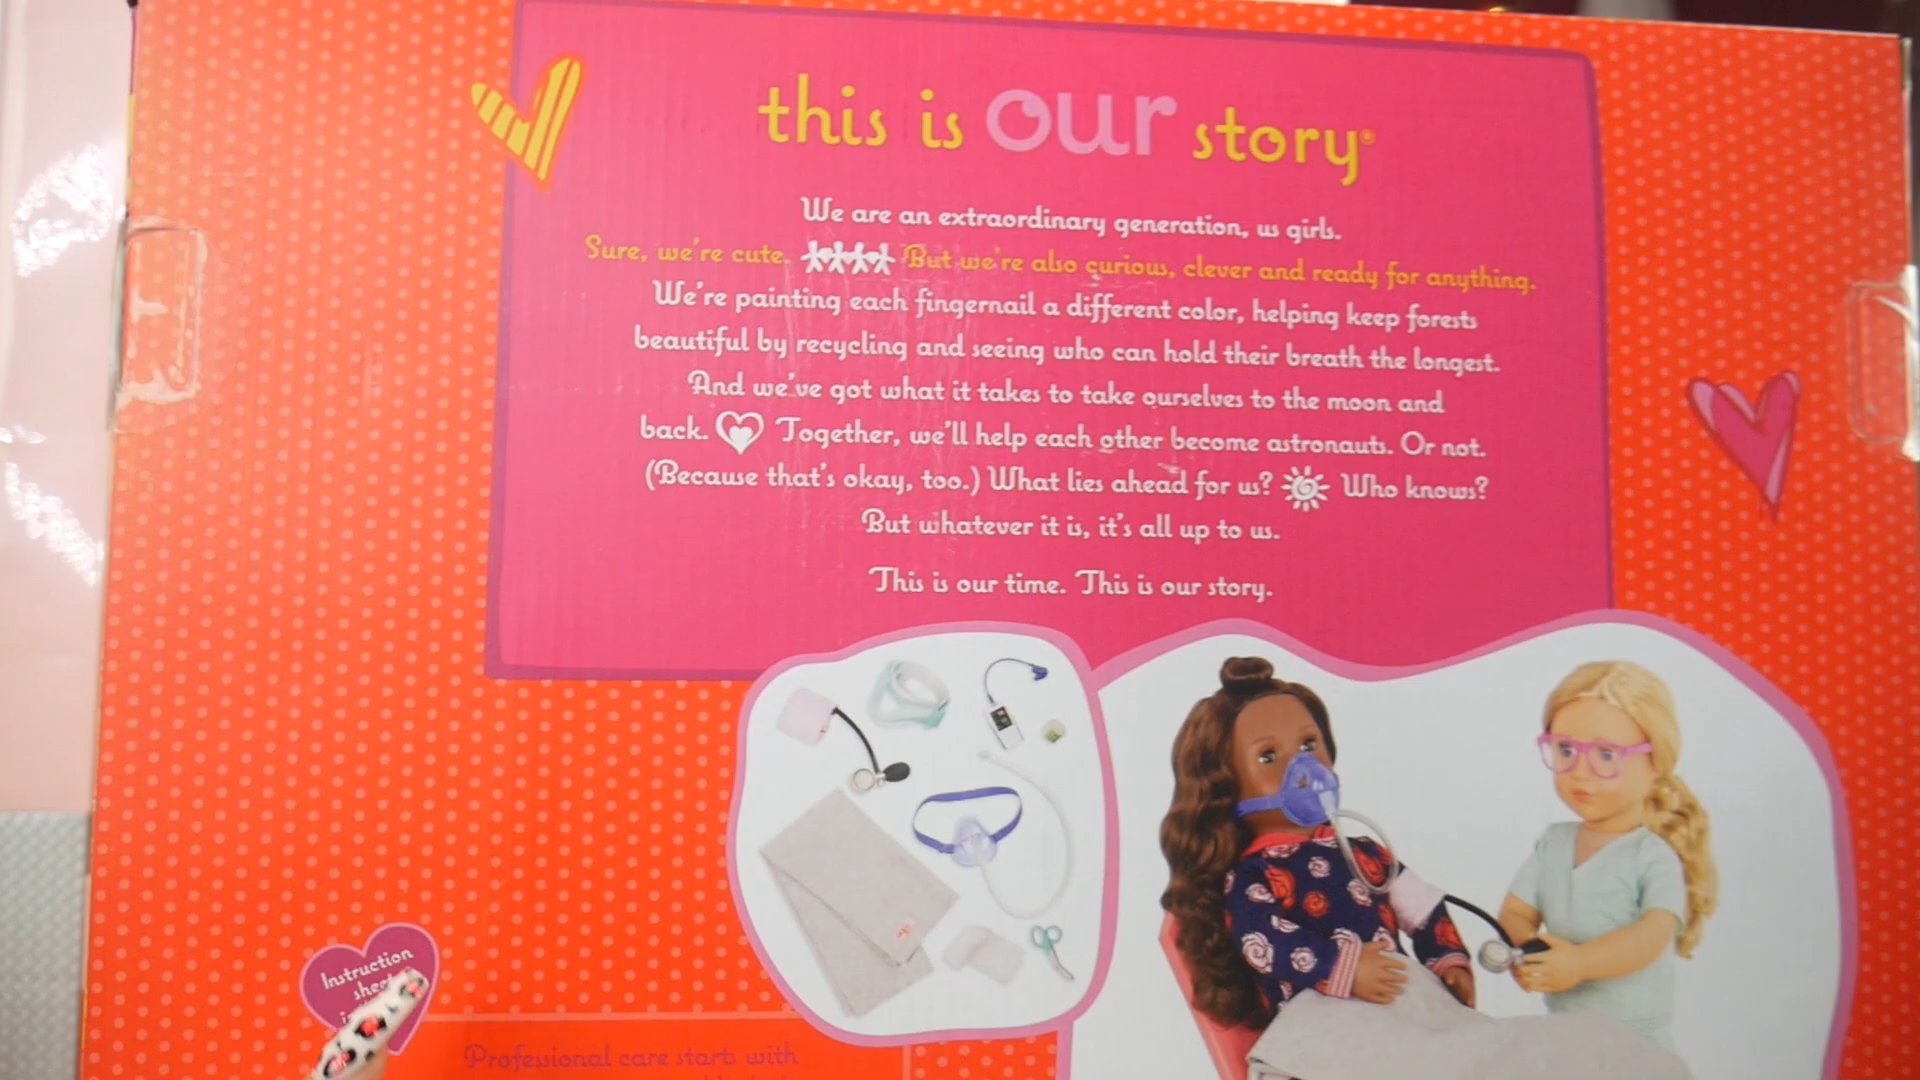 this is our story®
We are an extraordinary generation, us girls.
Sure, we're cute. But we're also curious, clever and ready for anything.
We're painting each fingernail a different color, helping keep forests
beautiful by recycling and seeing who can hold their breath the longest.
And we've got what it takes to take ourselves to the moon and
back. Together, we'll help each other become astronauts. Or not.
(Because that's okay, too.) What lies ahead for us? Who knows?
But whatever it is, it's all up to us.
This is our time. This is our story.
Instruction
Professional care starts with